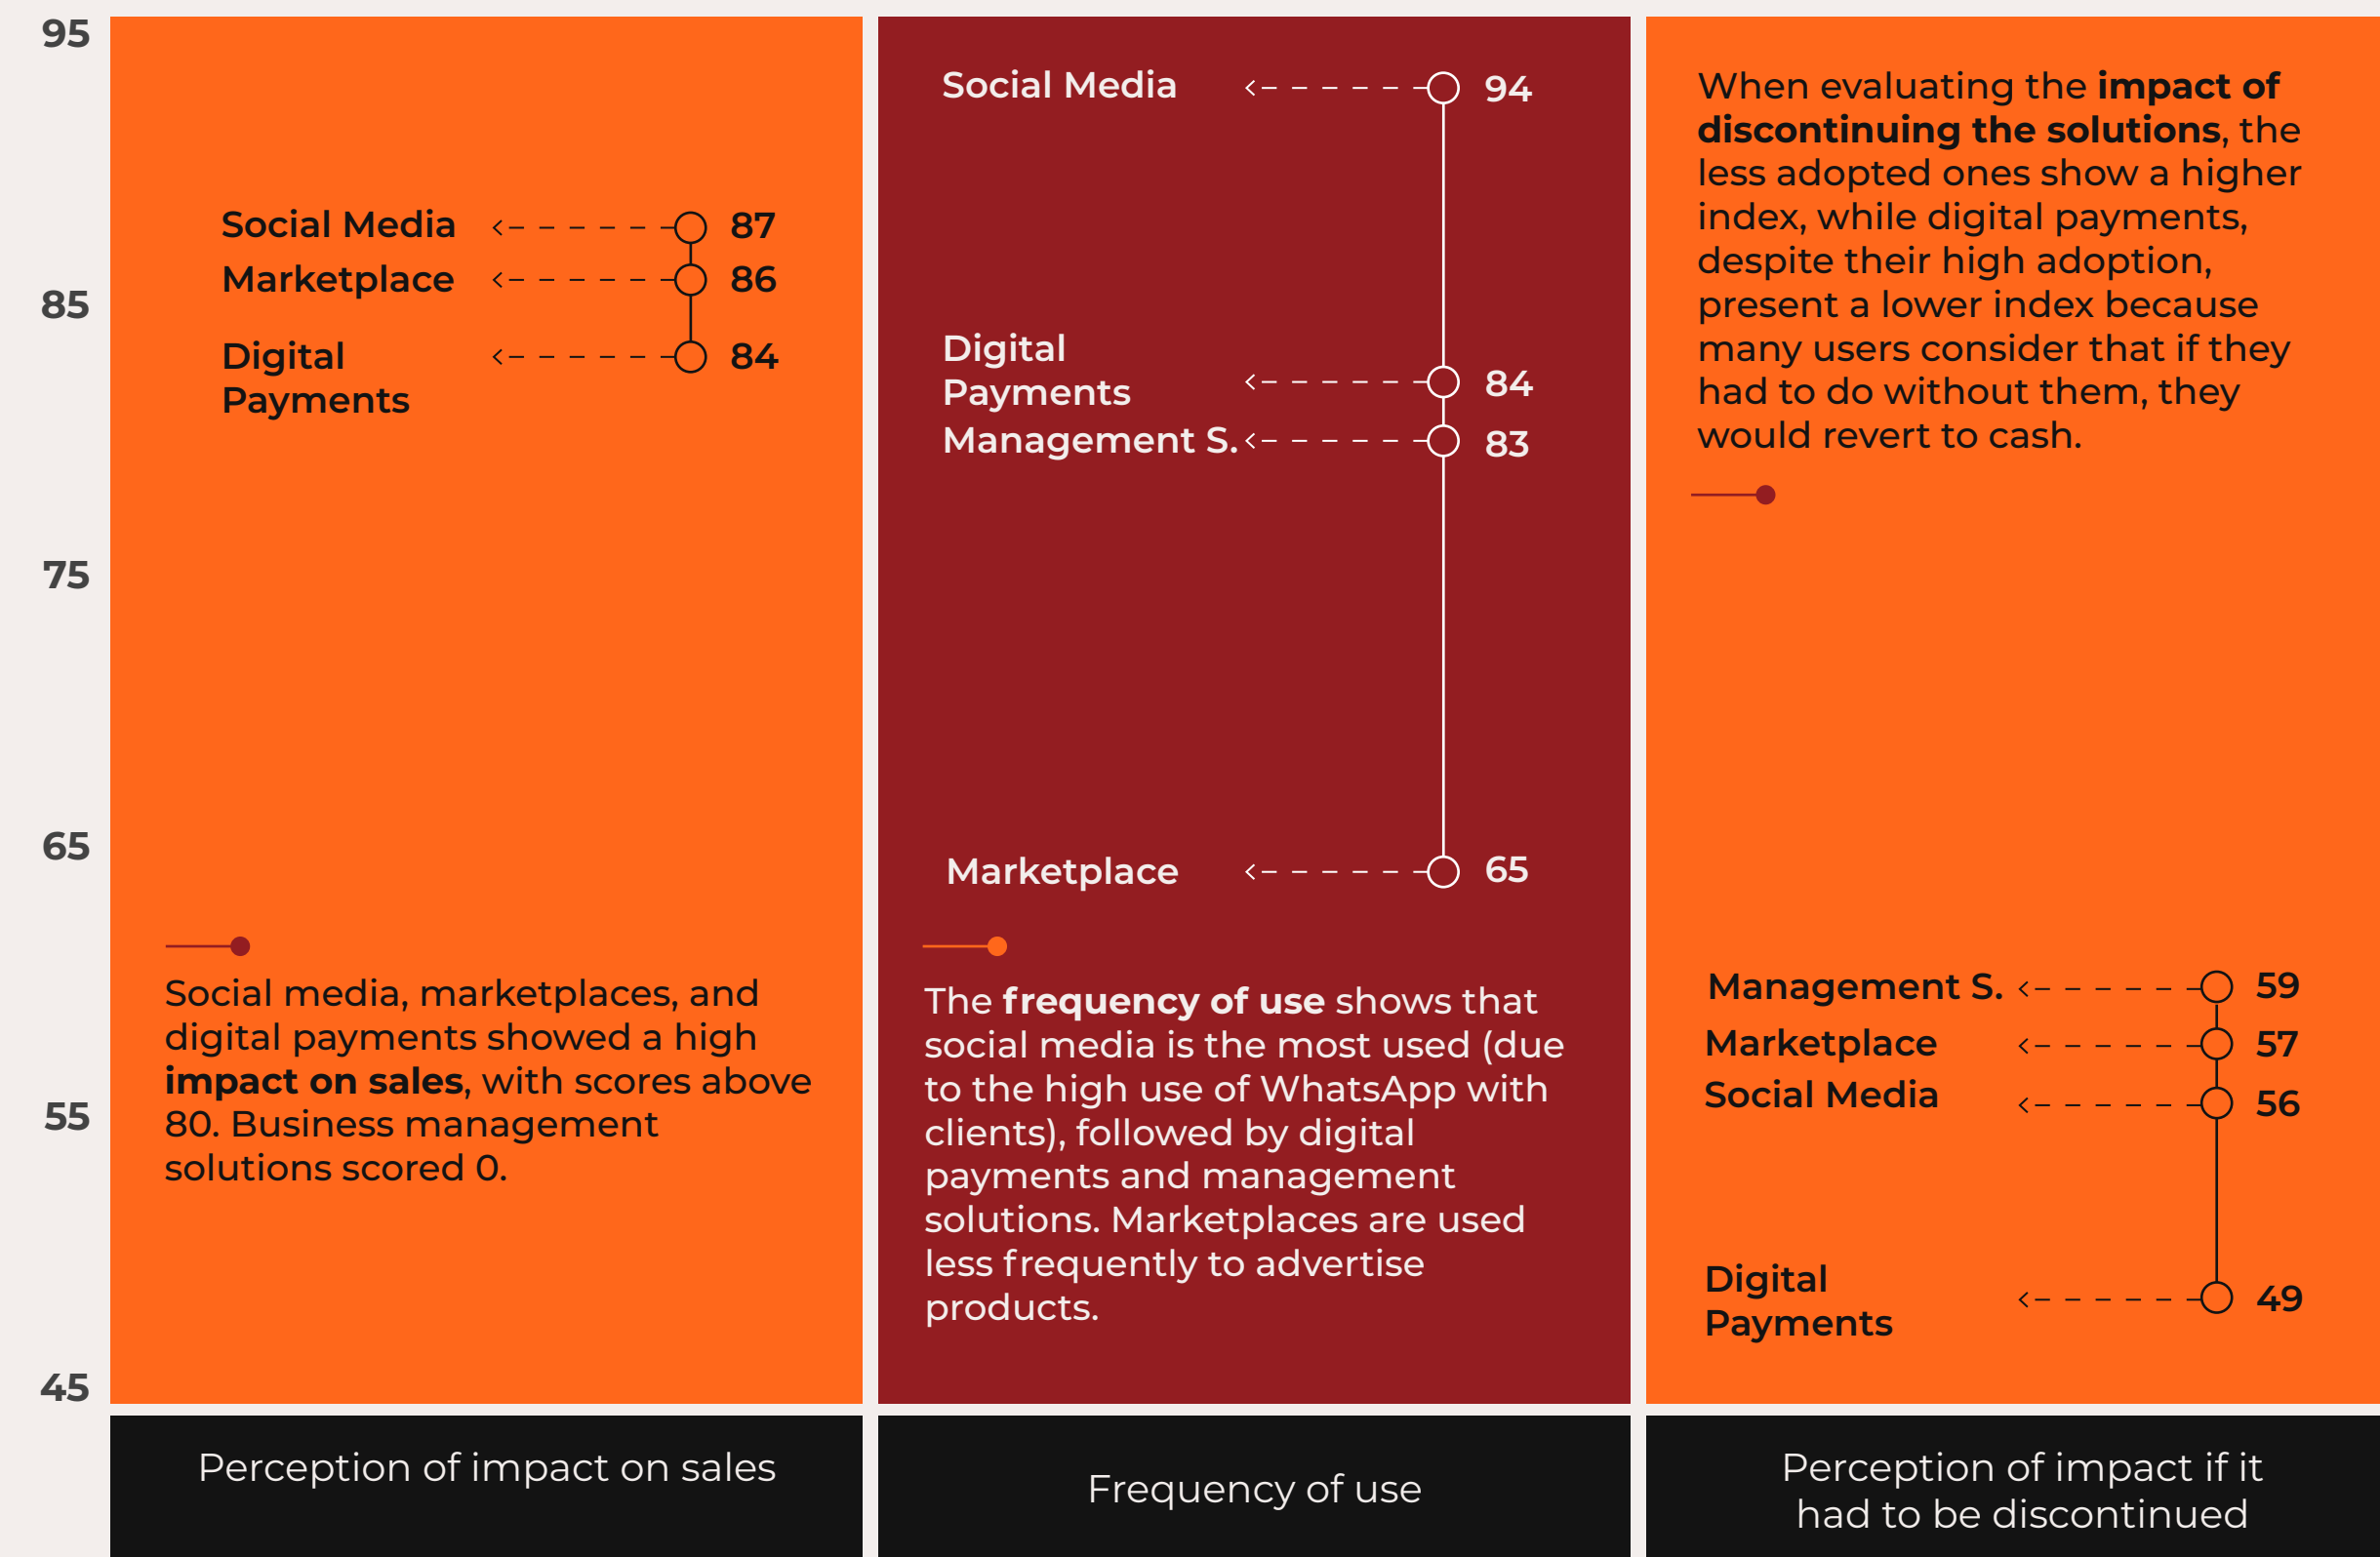 95
85
75
65
55
45
Social Media 87
Marketplace 86
Digital 84
Payments
Social media, marketplaces, and
digital payments showed a high
impact on sales, with scores above
80. Business management
solutions scored 0.
Perception of impact on sales
Social Media 94
Digital
Payments 84
Management S. 83
Marketplace 65
The frequency of use shows that
social media is the most used (due
to the high use of WhatsApp with
clients), followed by digital
payments and management
solutions. Marketplaces are used
less frequently to advertise
products.
Frequency of use
When evaluating the impact of
discontinuing the solutions, the
less adopted ones show a higher
index, while digital payments,
despite their high adoption,
present a lower index because
many users consider that if they
had to do without them, they
would revert to cash.
Management S. 59
Marketplace 57
Social Media 56
Digital
Payments 49
Perception of impact if it
had to be discontinued